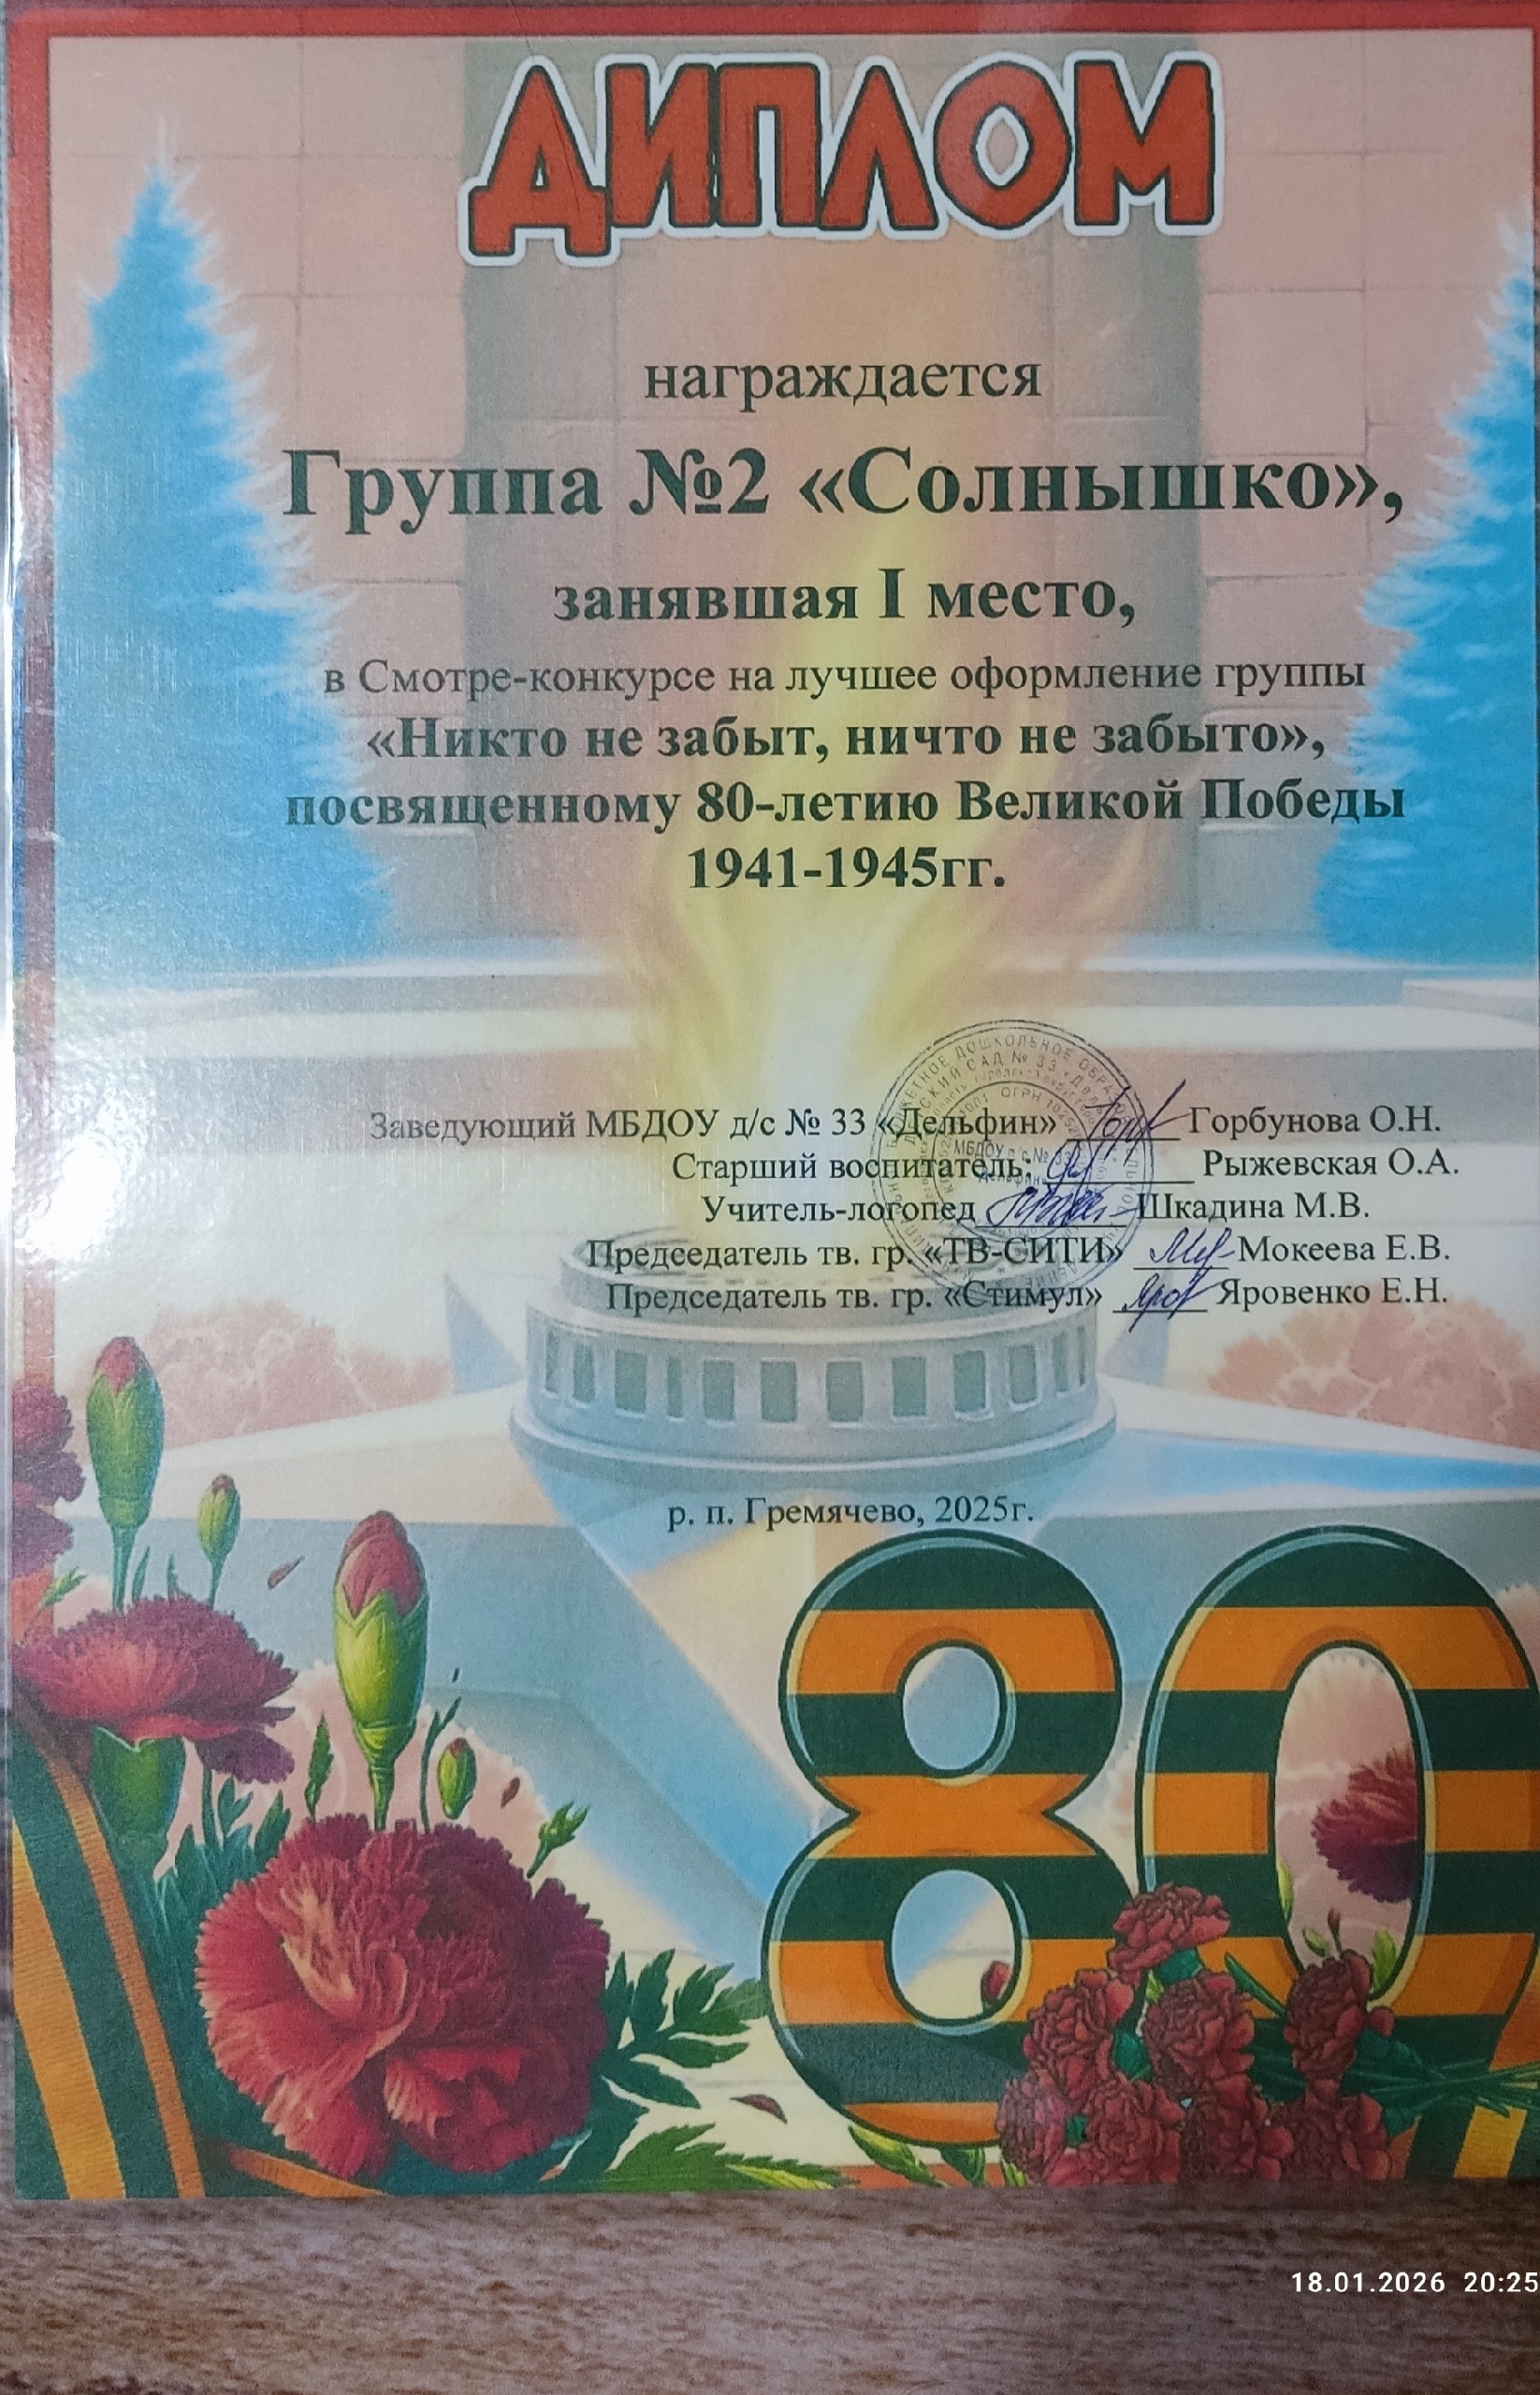 ДИПЛОМ
награждается
Группа №2 «Солнышко»,
занявшая I место,
в Смотре-конкурсе на лучшее оформление группы
«Никто не забыт, ничто не забыто»,
посвященному 80-летию Великой Победы
1941-1945гг.
Заведующий МБДОУ д/с № 33 «Дельфин» Горбунова О.Н.
Старший воспитатель: Рыжевская О.А.
Учитель-логопед Шкадина М.В.
Председатель тв. гр. «ТВ-СИТИ» Мокеева Е.В.
Председатель тв. гр. «Стимул» Яровенко Е.Н.
р. п. Гремячево, 2025г.
80
18.01.2026 20:25